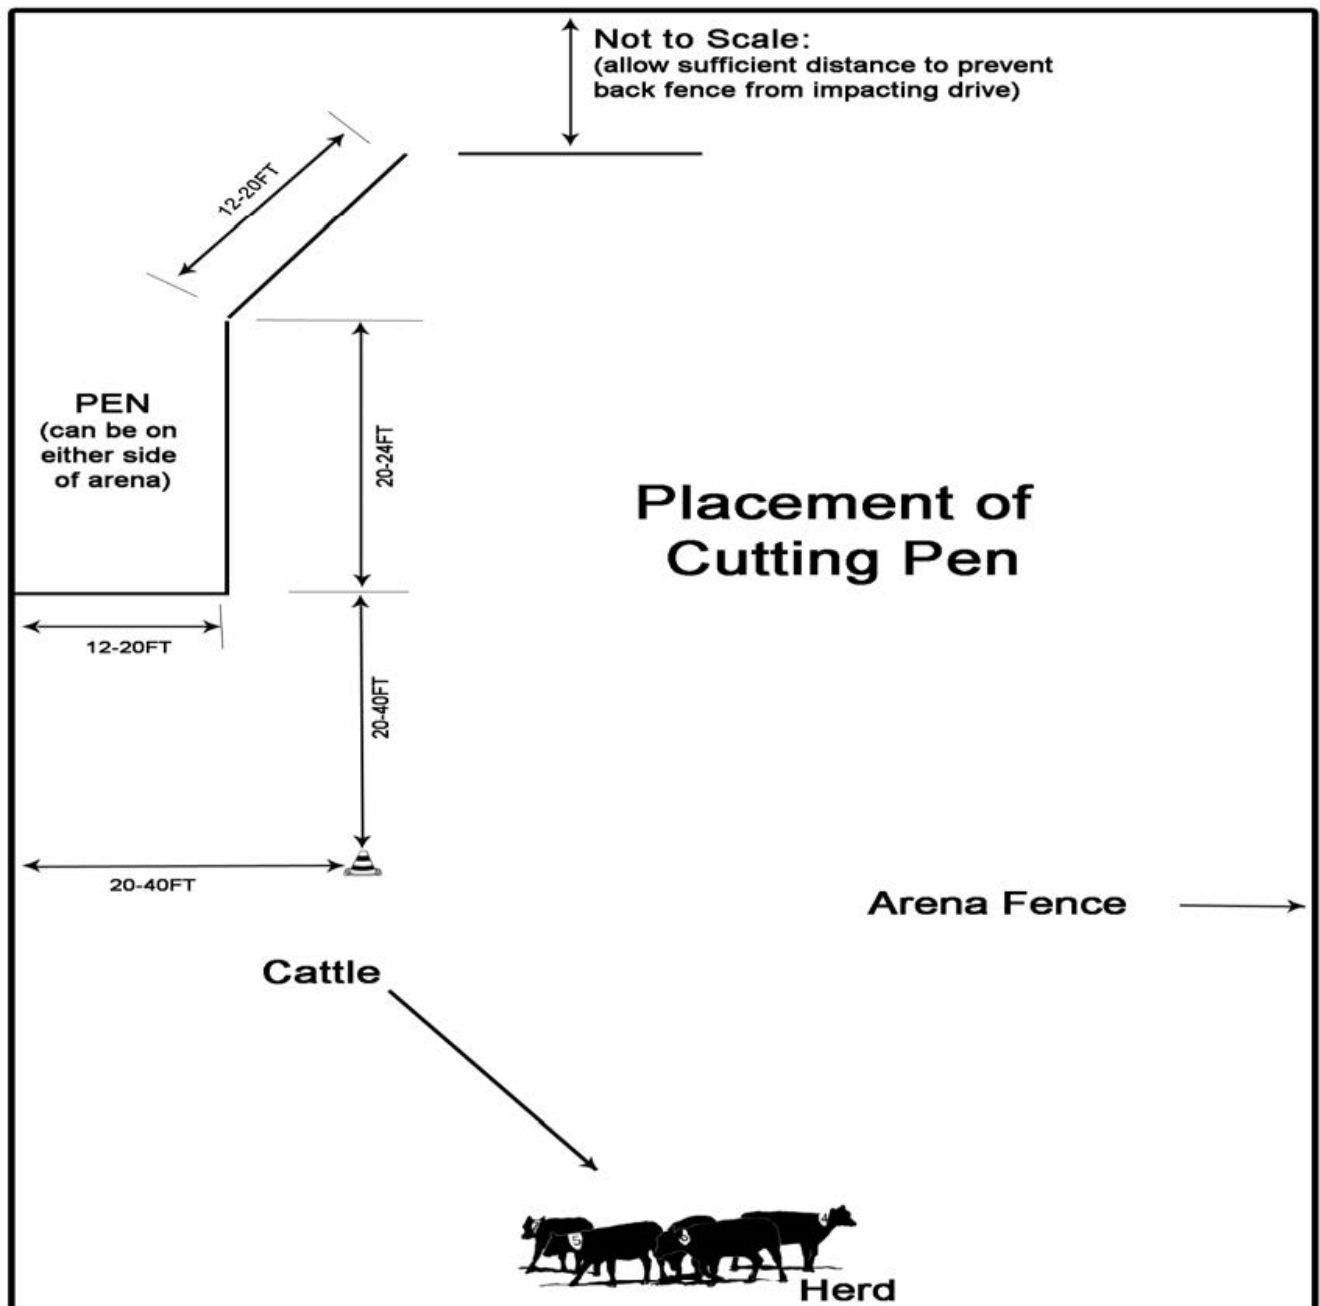 Not to Scale:
(allow sufficient distance to prevent
back fence from impacting drive)
12-20FT
PEN
(can be on
either side
of arena)
20-24FT
Placement of
Cutting Pen
12-20FT
20-40FT
20-40FT
Arena Fence
Cattle
5
4
Herd